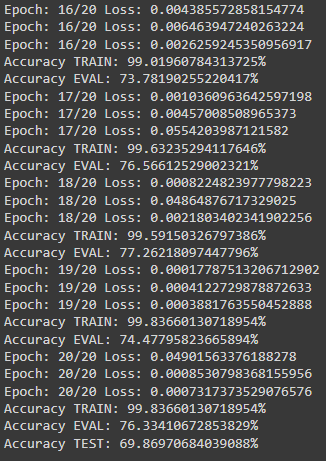 Epoch: 16/20 Loss: 0.004385572858154774
Epoch: 16/20 Loss: 0.006463947240263224
Epoch: 16/20 Loss: 0.0026259245350956917
Accuracy TRAIN: 99.01960784313725%
Accuracy EVAL: 73.78190255220417%
Epoch: 17/20 Loss: 0.0010360963642597198
Epoch: 17/20 Loss: 0.00457008508965373
Epoch: 17/20 Loss: 0.0554203987121582
Accuracy TRAIN: 99.63235294117646%
Accuracy EVAL: 76.56612529002321%
Epoch: 18/20 Loss: 0.0008224823977798223
Epoch: 18/20 Loss: 0.04864876717329025
Epoch: 18/20 Loss: 0.0021803402341902256
Accuracy TRAIN: 99.59150326797386%
Accuracy EVAL: 77.26218097447796%
Epoch: 19/20 Loss: 0.00017787513206712902
Epoch: 19/20 Loss: 0.0004122729878872633
Epoch: 19/20 Loss: 0.0003881763550452888
Accuracy TRAIN: 99.83660130718954%
Accuracy EVAL: 74.47795823665894%
Epoch: 20/20 Loss: 0.04901563376188278
Epoch: 20/20 Loss: 0.0008530798368155956
Epoch: 20/20 Loss: 0.0007317373529076576
Accuracy TRAIN: 99.83660130718954%
Accuracy EVAL: 76.33410672853829%
Accuracy TEST: 69.86970684039088%